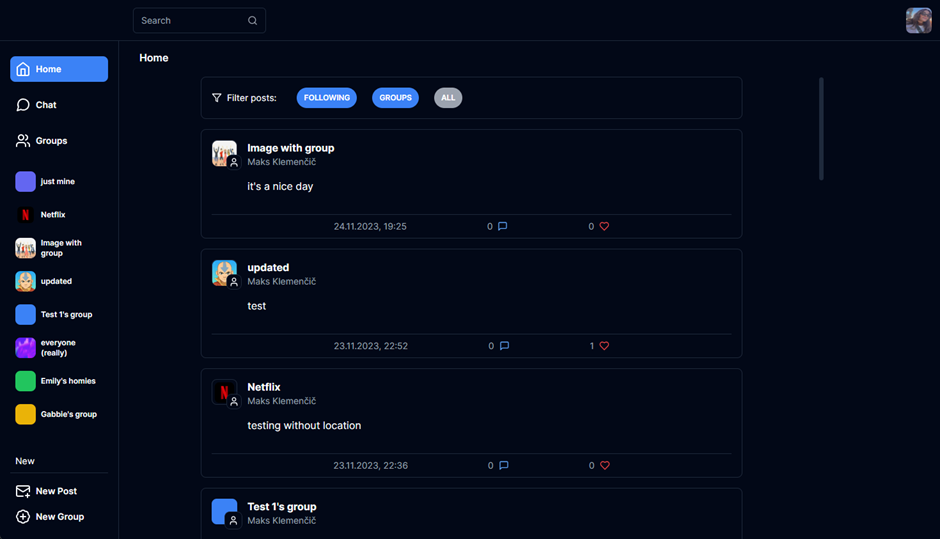 Search
Home
Chat
Groups
just mine
N
Netflix
Image with
group
updated
Test 1's group
everyone
(really)
Emily's homies
Gabbie's group
New
New Post
New Group
Home
Filter posts: FOLLOWING GROUPS ALL
Image with group
Maks Klemenčič
it's a nice day
24.11.2023, 19:25 0 0
updated
Maks Klemenčič
test
23.11.2023, 22:52 0 1
N
Netflix
Maks Klemenčič
testing without location
23.11.2023, 22:36 0 0
Test 1's group
Maks Klemenčič